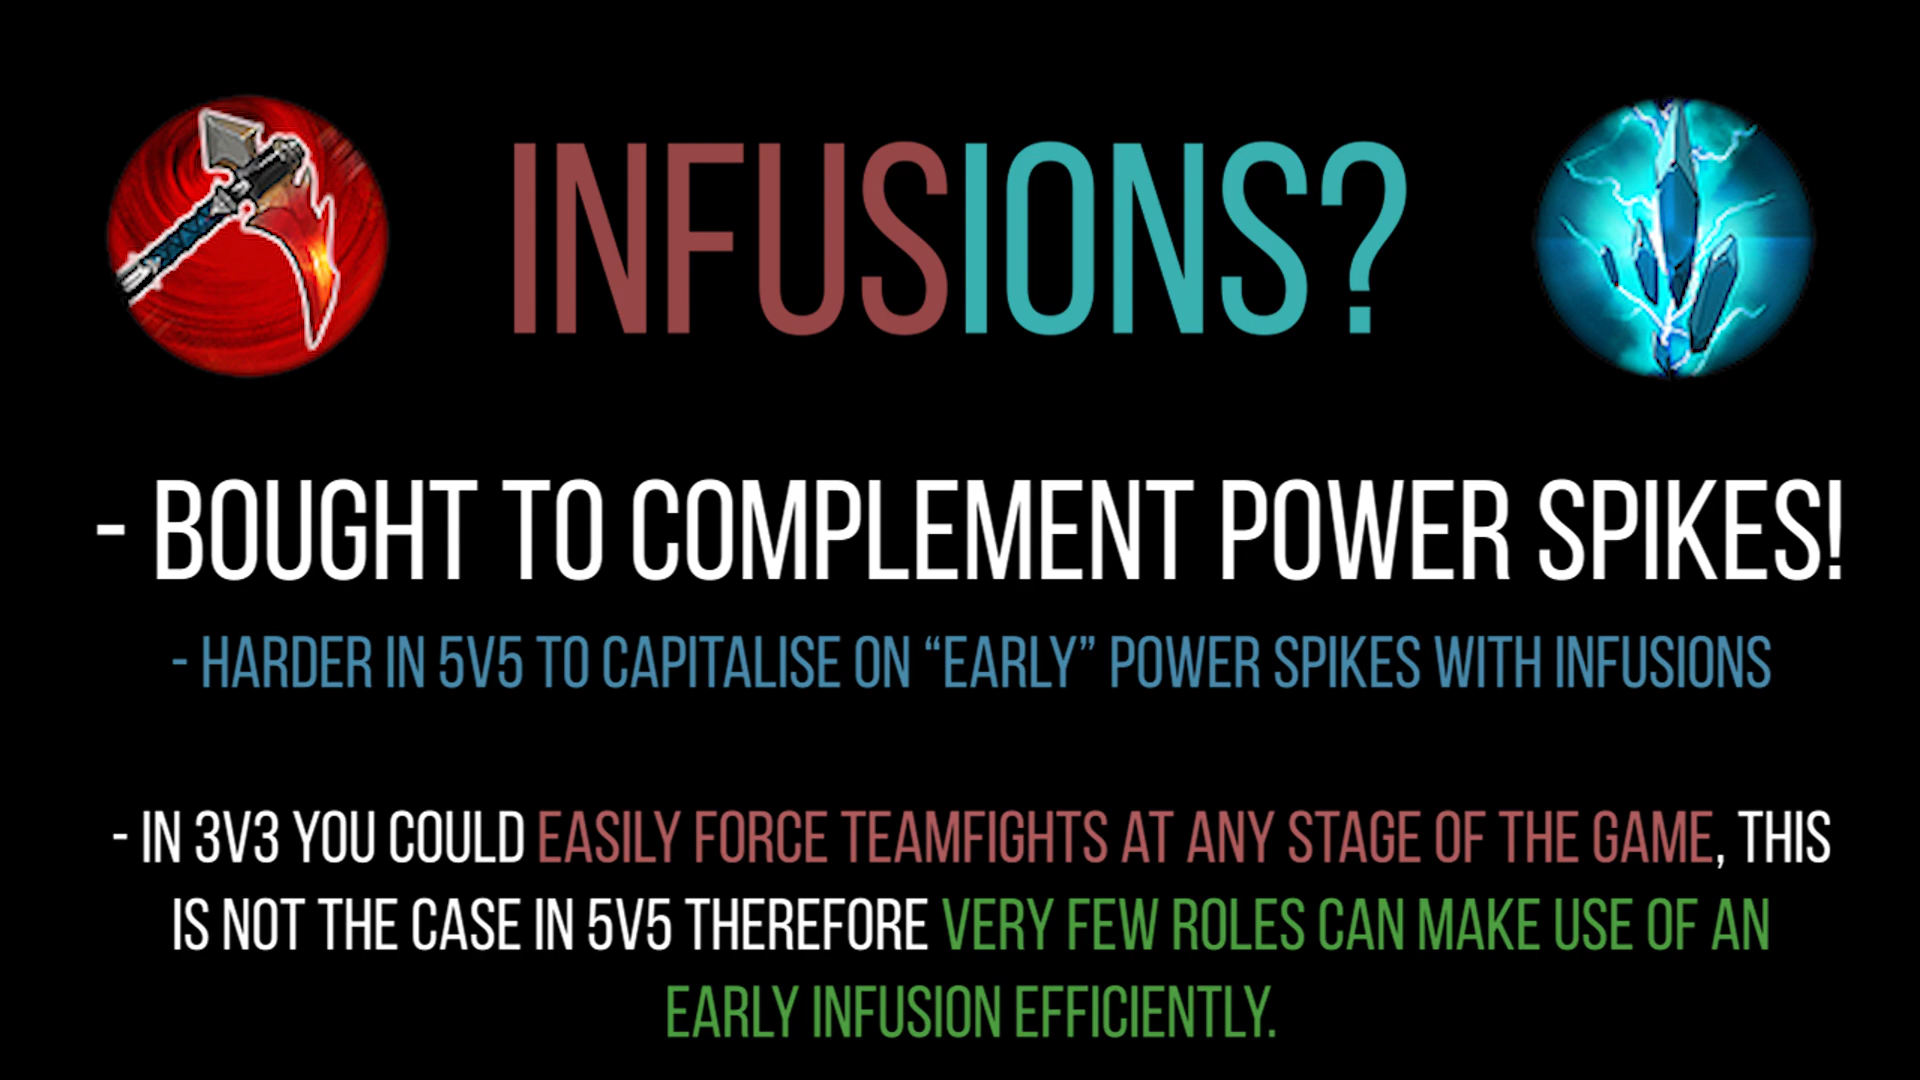 INFUSIONS?
- BOUGHT TO COMPLEMENT POWER SPIKES!
- HARDER IN 5V5 TO CAPITALISE ON “EARLY” POWER SPIKES WITH INFUSIONS
- IN 3V3 YOU COULD EASILY FORCE TEAMFIGHTS AT ANY STAGE OF THE GAME, THIS
IS NOT THE CASE IN 5V5 THEREFORE VERY FEW ROLES CAN MAKE USE OF AN
EARLY INFUSION EFFICIENTLY.